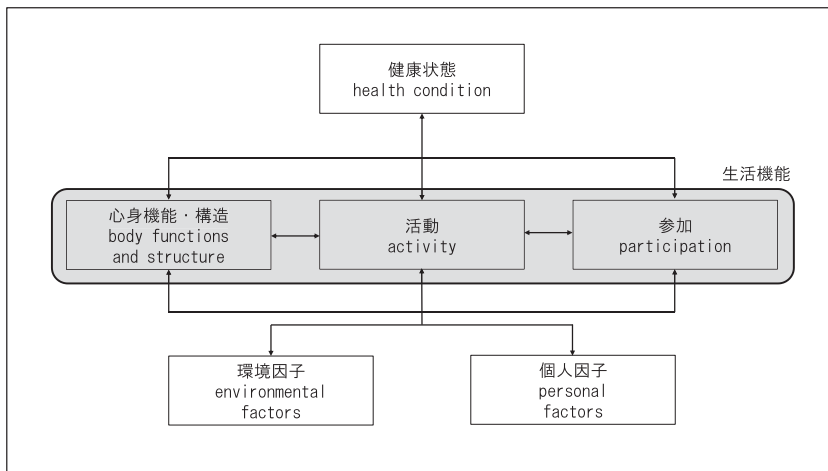 健康状態
health condition
生活機能
心身機能・構造
body functions
and structure
活動
activity
参加
participation
環境因子
environmental
factors
個人因子
personal
factors